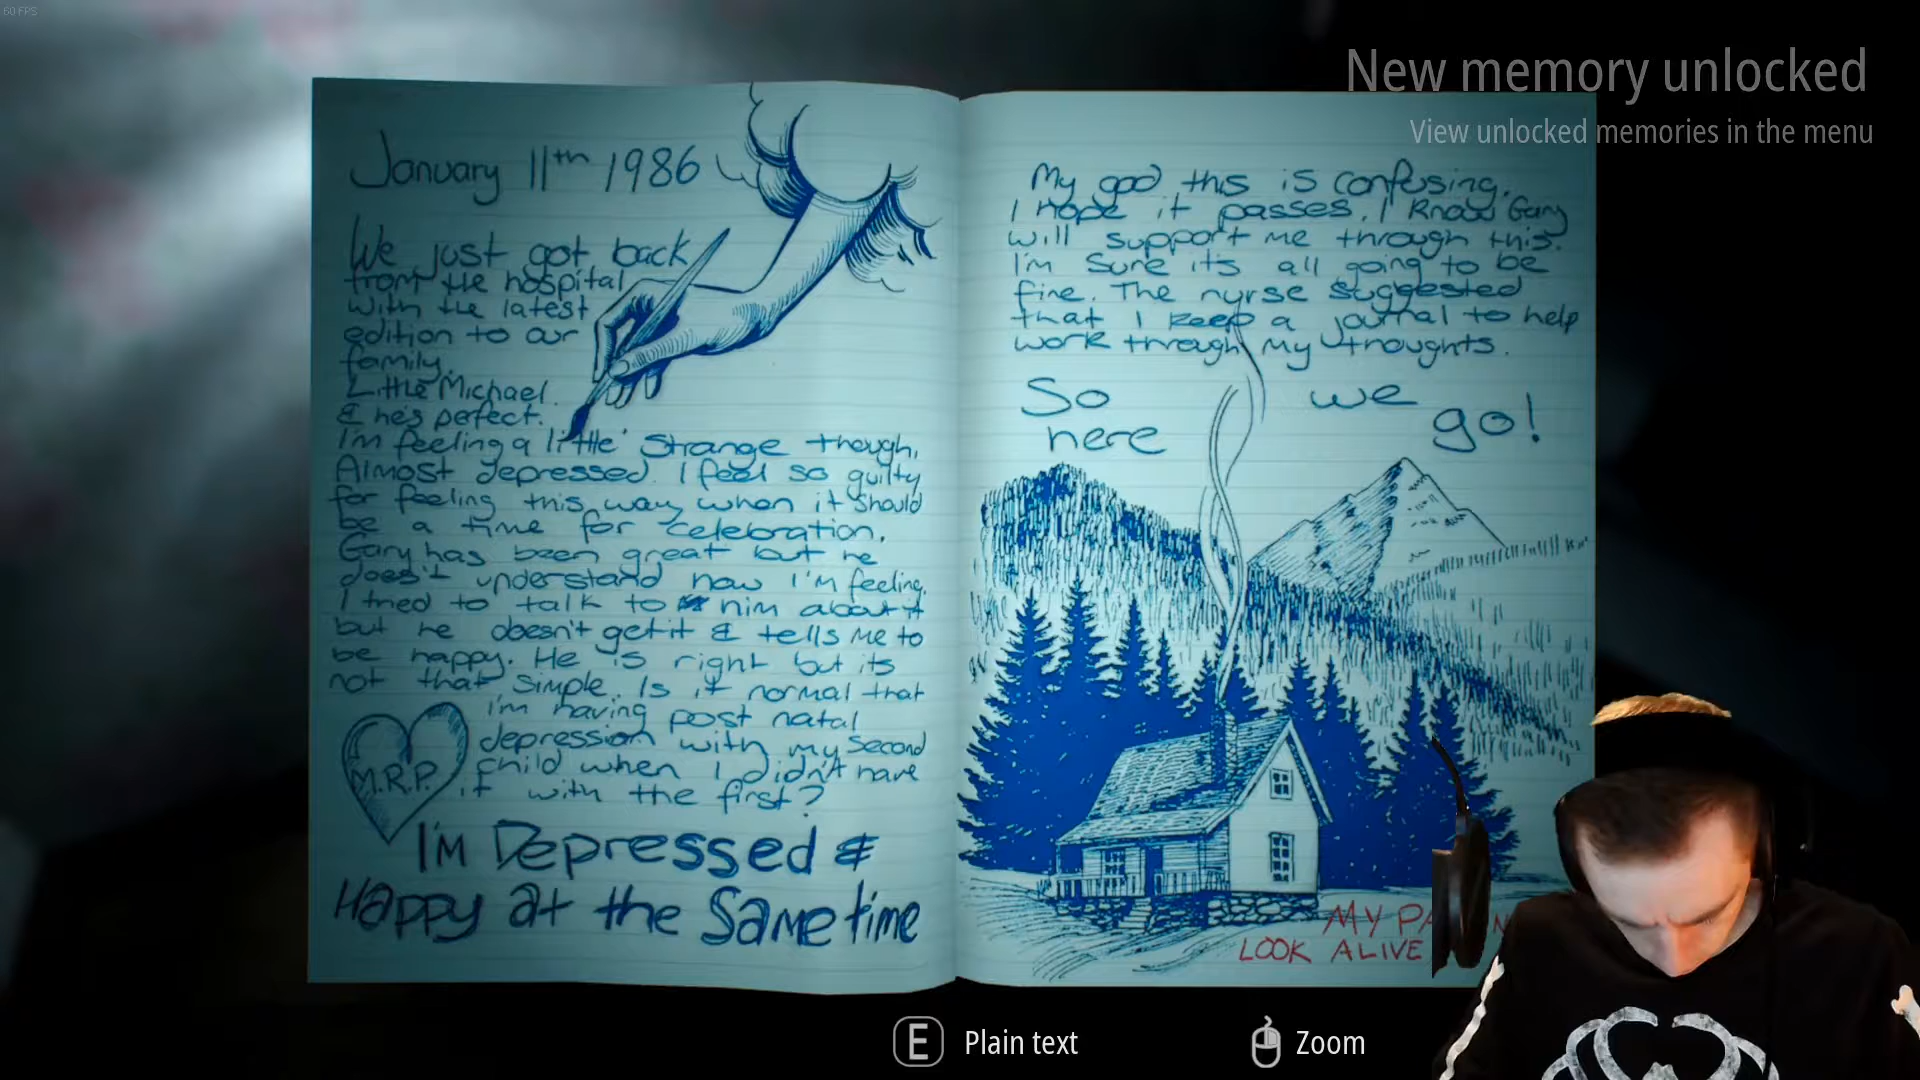 60 FPS
New memory unlocked
View unlocked memories in the menu
January 11th 1986
We just got back
from the hospital
with the latest
edition to our
family.
Little Michael
& he's perfect.
I'm feeling a little strange though,
Almost depressed. I feel so guilty
for feeling this way when it should
be a time for celebration.
Gary has been great but he
does't understand how I'm feeling.
I tried to talk to him about it
but he doesn't get it & tells me to
be happy. He is right but its
not that simple. Is it normal that
i'm having post natal
depression with my second
child when I didn't have
it with the first?
M.R.P.
I'm Depressed &
Happy at the Same time
My god this is confusing.
I hope it passes. I know Gary
will support me through this.
I'm sure it's all going to be
fine. The nurse suggested
that I keep a journal to help
work through my thoughts.
So we
here go!
MY
LOOK ALIVE
E Plain text
Zoom